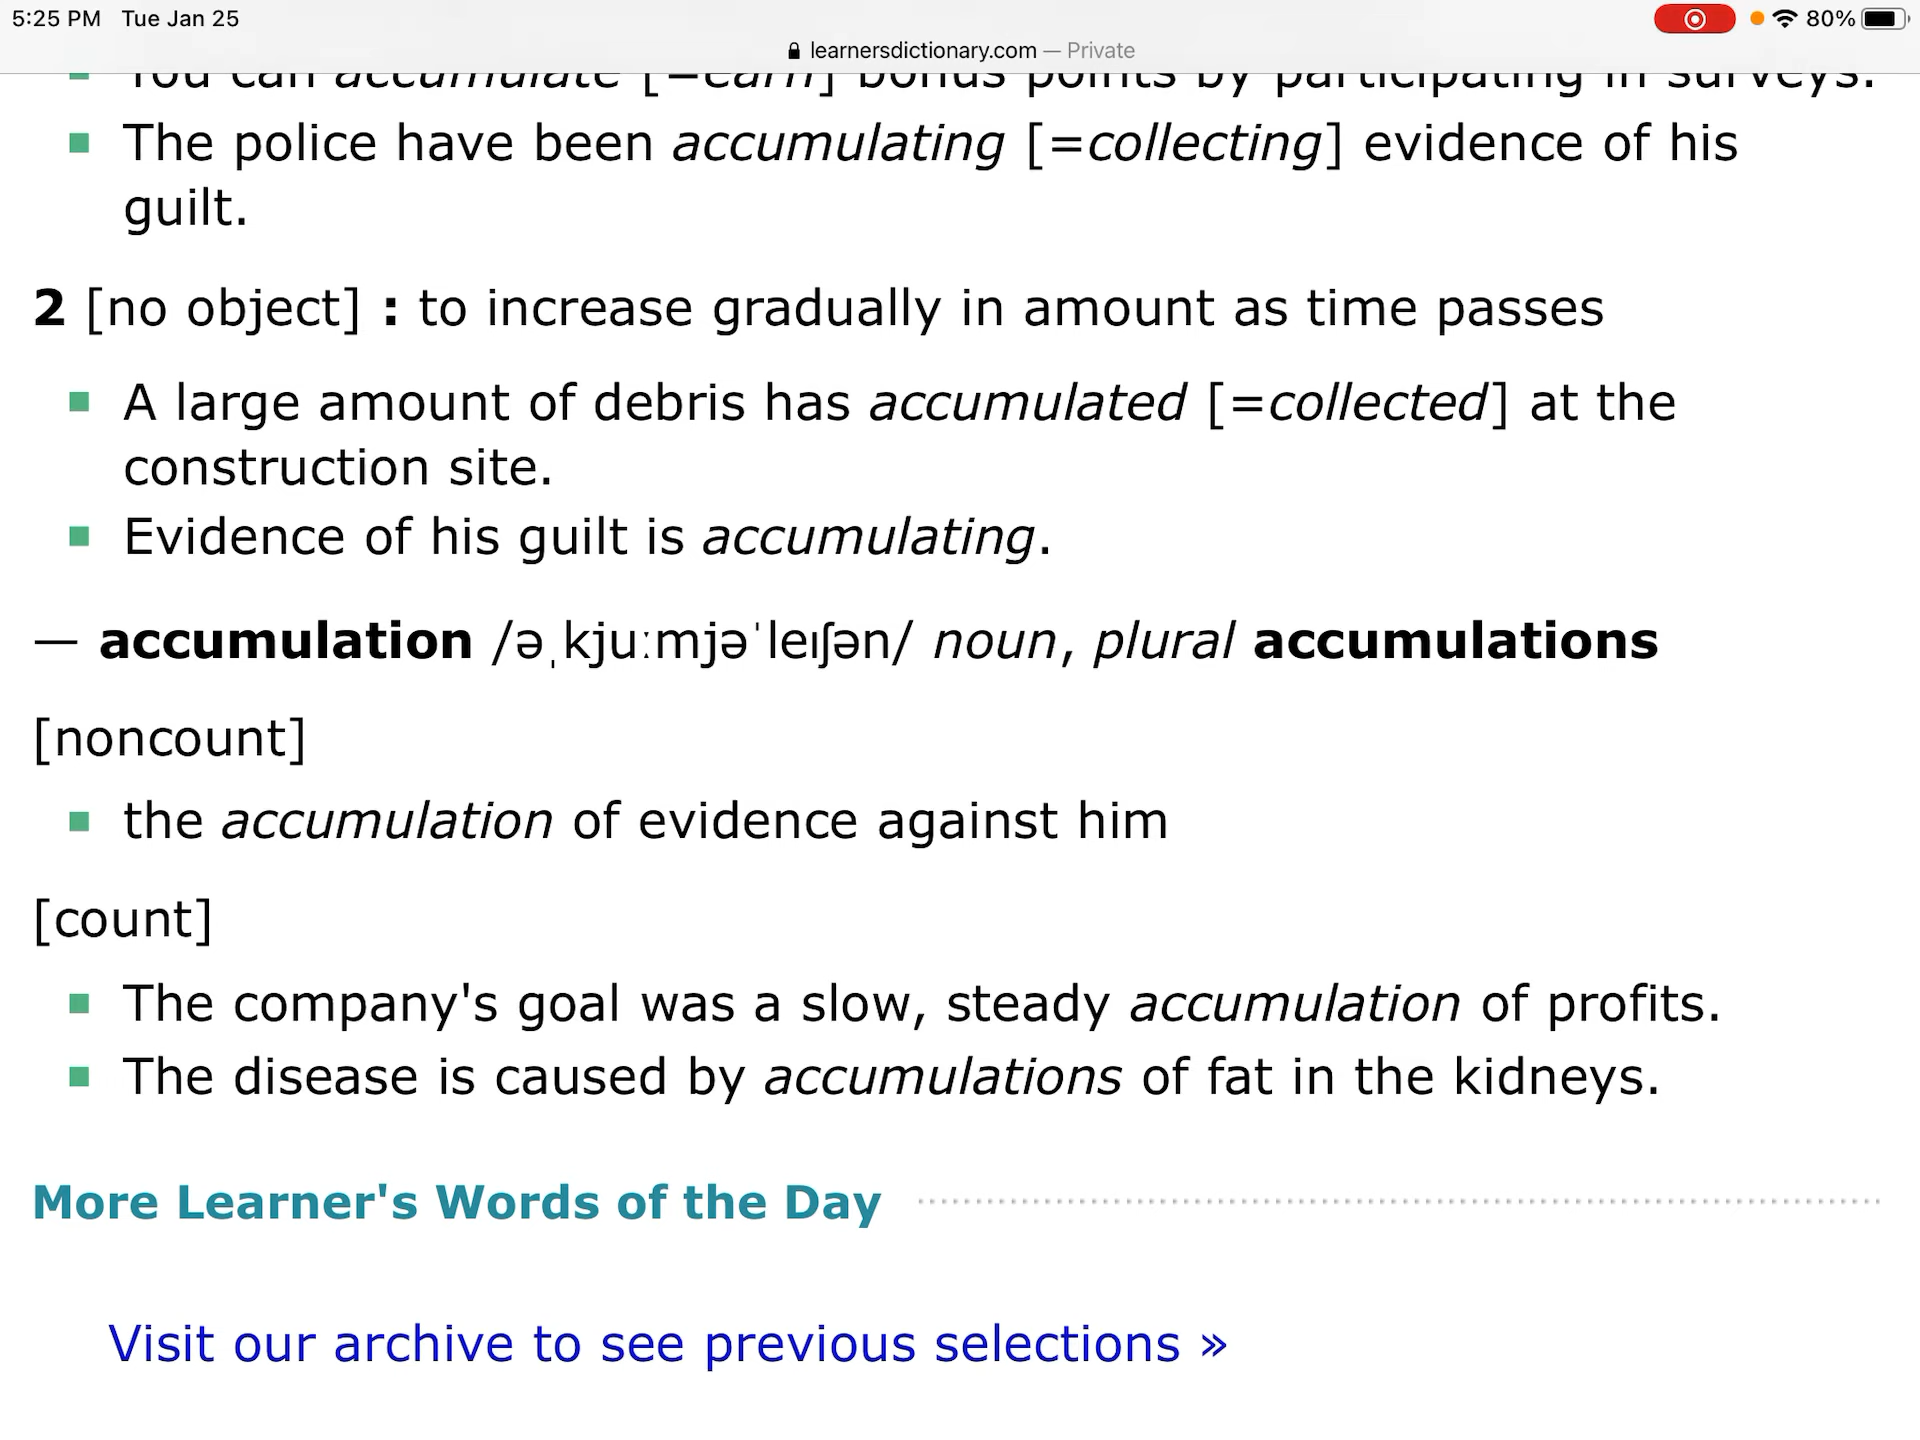 5:25 PM Tue Jan 25
80%
learnersdictionary.com — Private
You can accumulate [=earn] bonus points by participating in surveys.
The police have been accumulating [=collecting] evidence of his
guilt.
2 [no object] : to increase gradually in amount as time passes
A large amount of debris has accumulated [=collected] at the
construction site.
Evidence of his guilt is accumulating.
— accumulation /əˌkjuːmjəˈleɪʃən/ noun, plural accumulations
[noncount]
the accumulation of evidence against him
[count]
The company's goal was a slow, steady accumulation of profits.
The disease is caused by accumulations of fat in the kidneys.
More Learner's Words of the Day
Visit our archive to see previous selections »